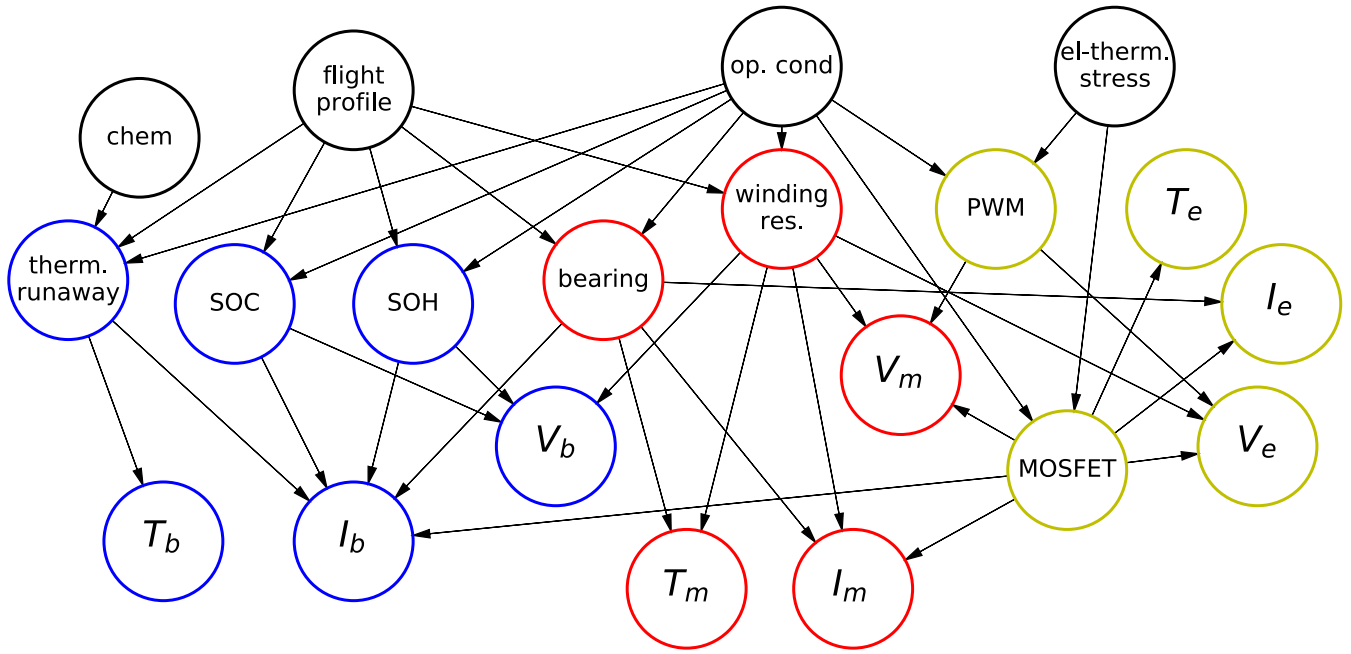 flight
profile
op. cond
el-therm.
stress
chem
winding
res.
PWM
T_e
therm.
runaway
SOC
SOH
bearing
I_e
V_m
V_b
MOSFET
V_e
T_b
I_b
T_m
I_m